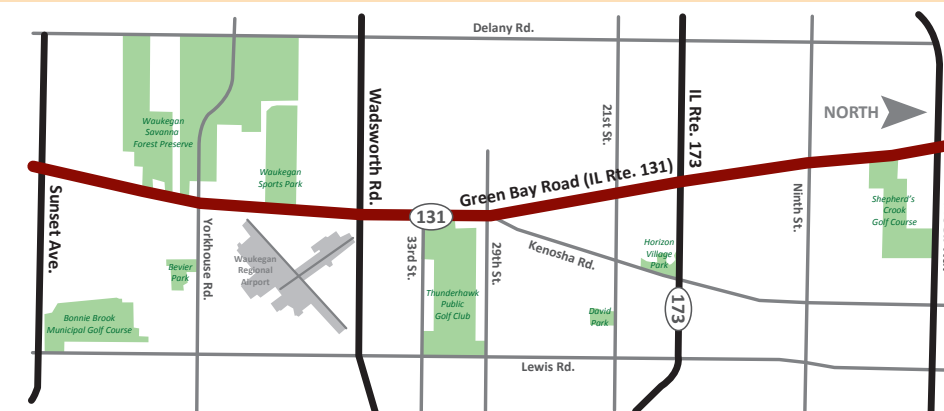 Delany Rd.
Waukegan
Savanna
Forest Preserve
Wadsworth Rd.
21st St.
IL Rte. 173
NORTH
Waukegan
Sports Park
Green Bay Road (IL Rte. 131)
131
Sunset Ave.
Yorkhouse Rd.
Ninth St.
Shepherd's
Crook
Golf Course
33rd St.
29th St.
Kenosha Rd.
Horizon
Village
Park
Bevier
Park
Waukegan
Regional
Airport
Thunderhawk
Public
Golf Club
173
David
Park
Bonnie Brook
Municipal Golf Course
Lewis Rd.